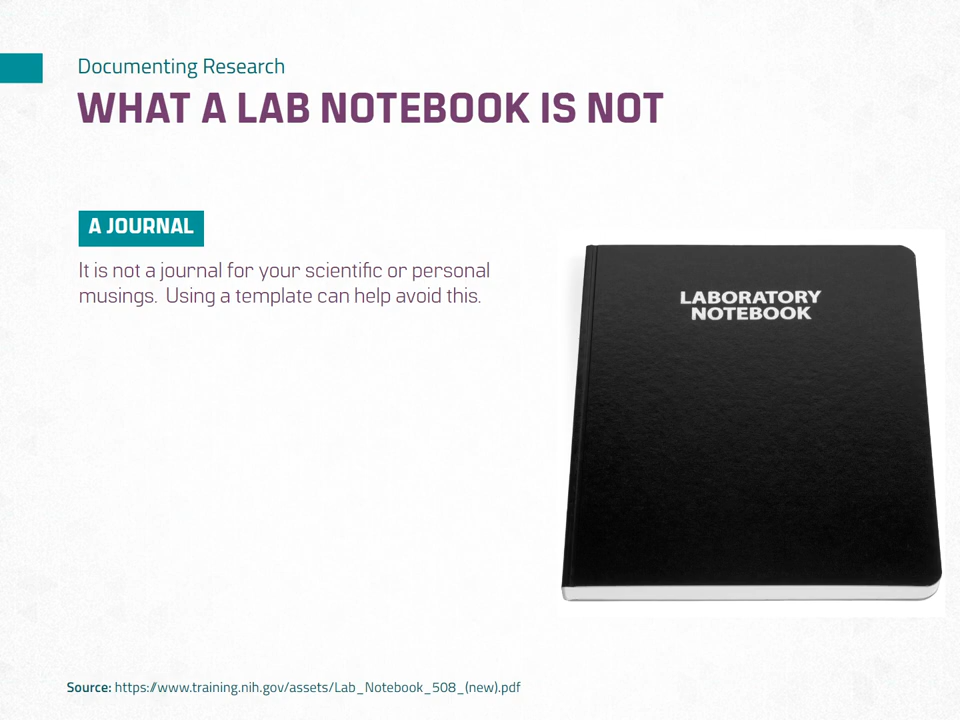 Documenting Research
WHAT A LAB NOTEBOOK IS NOT
A JOURNAL
It is not a journal for your scientific or personal
musings.  Using a template can help avoid this.
LABORATORY
NOTEBOOK
Source: https://www.training.nih.gov/assets/Lab_Notebook_508_(new).pdf